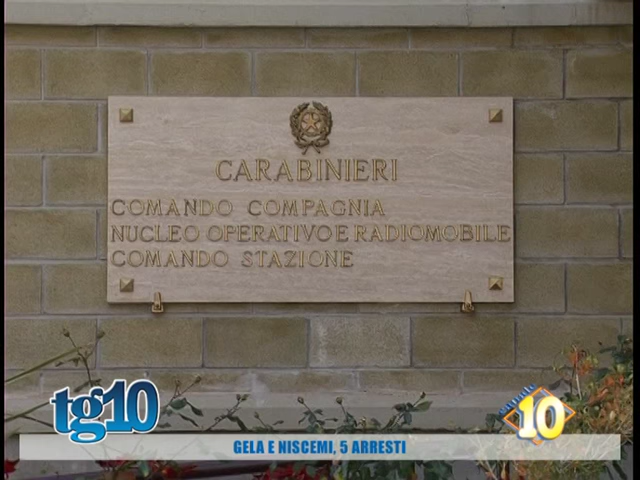 CARABINIERI
COMANDO COMPAGNIA
NUCLEO OPERATIVO E RADIOMOBILE
COMANDO STAZIONE
tg10
10
GELA E NISCEMI, 5 ARRESTI